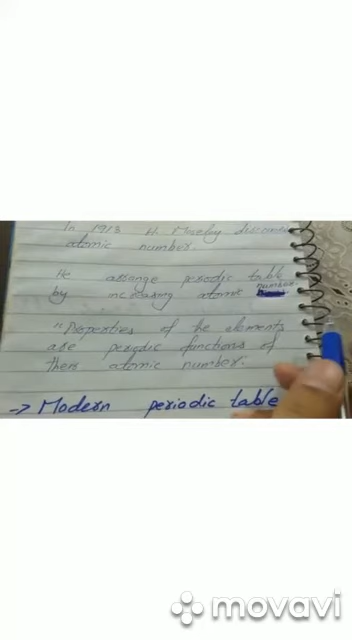 In 1913 H. Moseley discover
atomic number.
He arrange periodic table
by increasing atomic number.
"Properties of the elements
are periodic functions of
their atomic number.
→ Modern periodic table
movavi